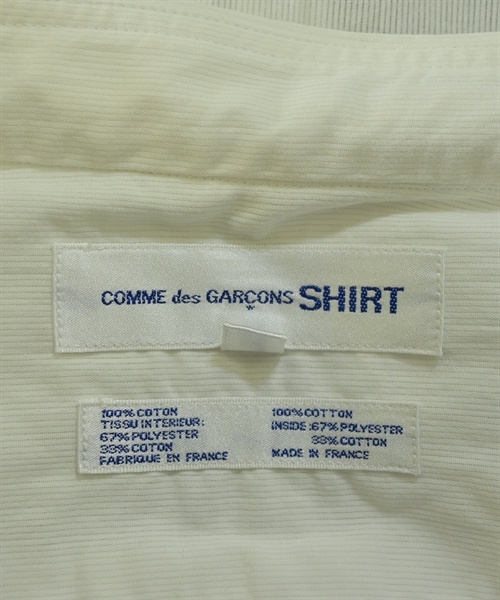 COMME des GARÇONS SHIRT
*
100% COTON
TISSU INTERIEUR:
67% POLYESTER
33% COTON
FABRIQUE EN FRANCE
100% COTTON
INSIDE: 67% POLYESTER
33% COTTON
MADE IN FRANCE